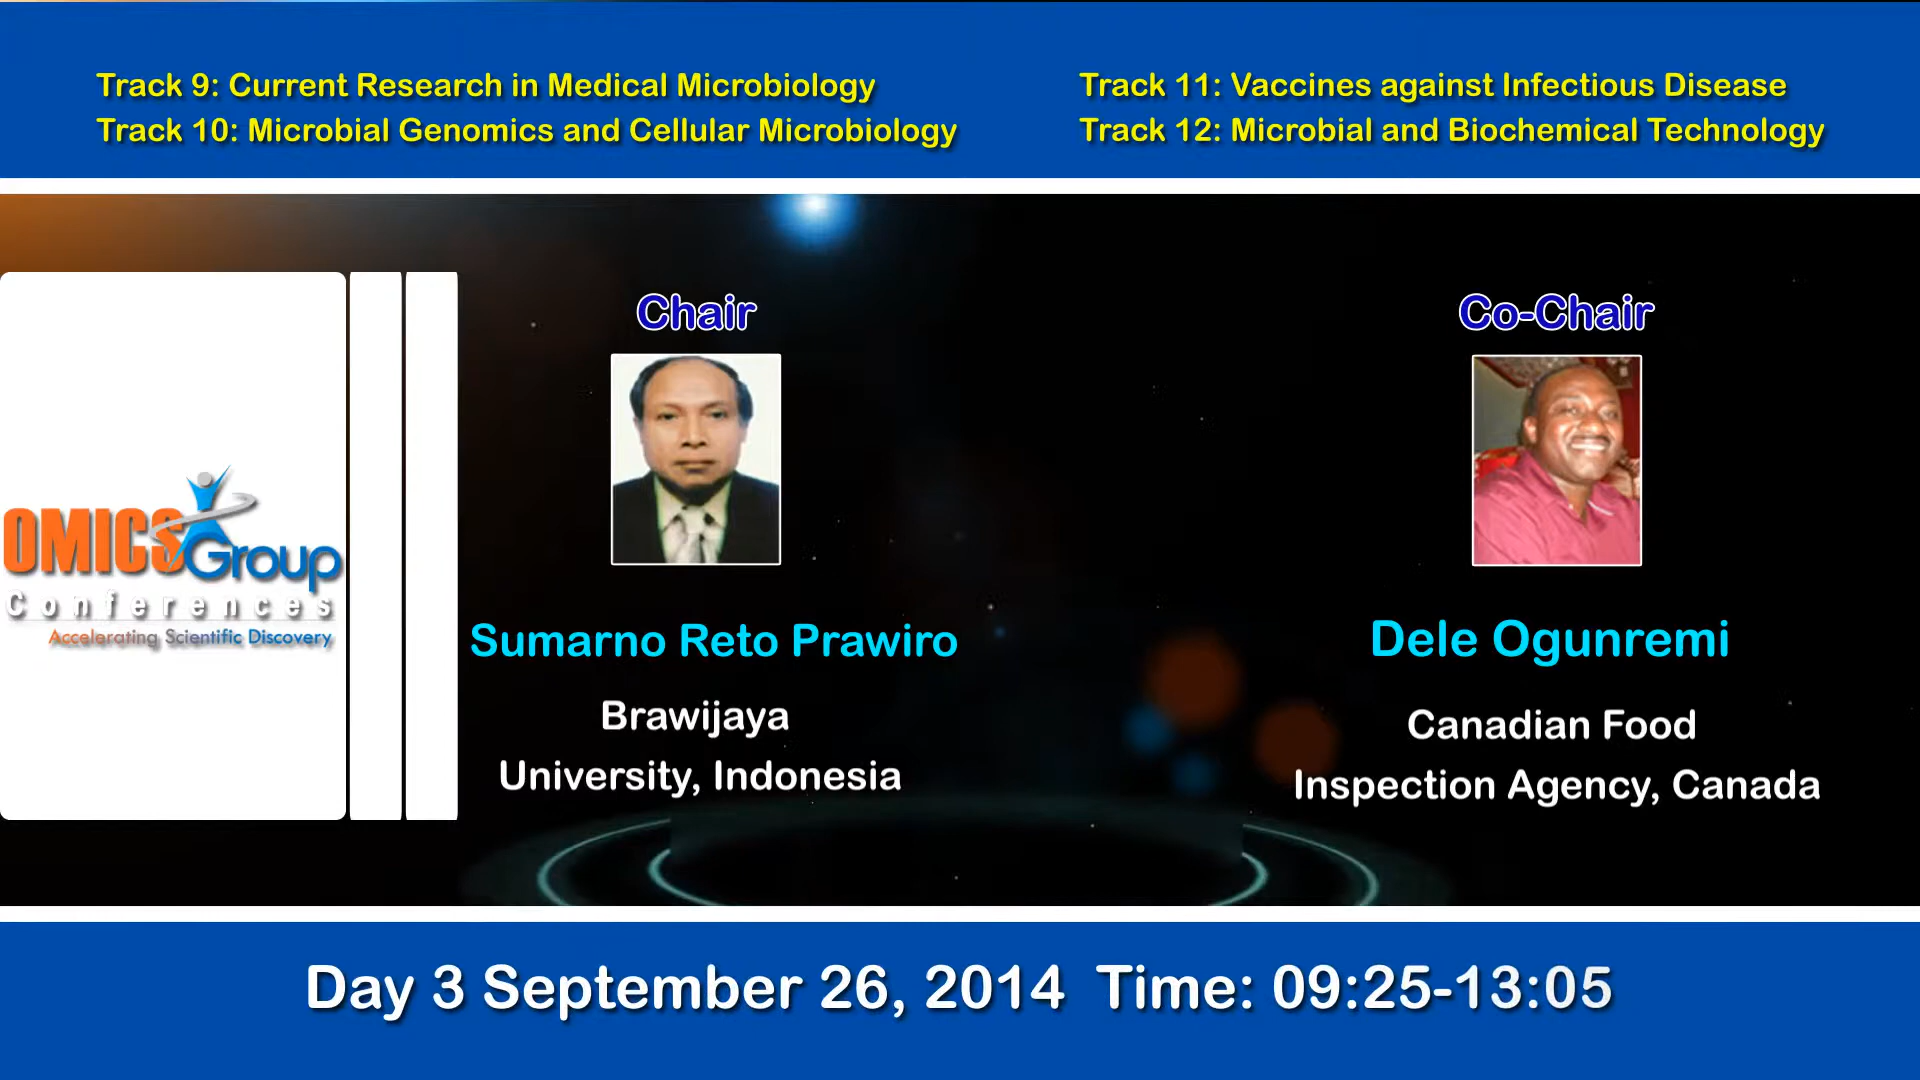 Track 9: Current Research in Medical Microbiology
Track 10: Microbial Genomics and Cellular Microbiology
Track 11: Vaccines against Infectious Disease
Track 12: Microbial and Biochemical Technology
OMICS Group
Conferences
Accelerating Scientific Discovery
Chair
Sumarno Reto Prawiro
Brawijaya
University, Indonesia
Co-Chair
Dele Ogunremi
Canadian Food
Inspection Agency, Canada
Day 3 September 26, 2014 Time: 09:25-13:05